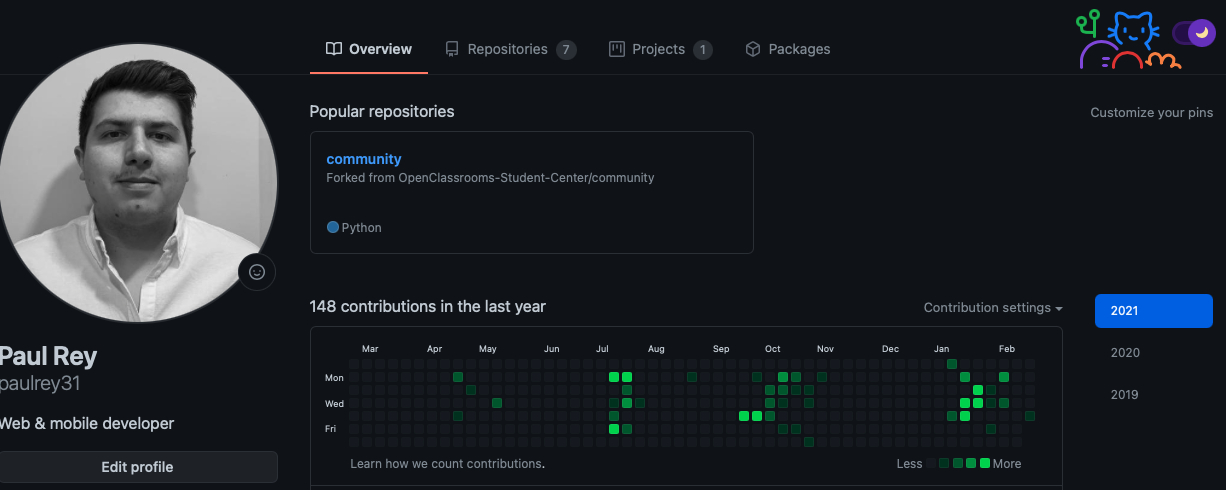 Overview Repositories 7 Projects 1 Packages
Popular repositories
Customize your pins
community
Forked from OpenClassrooms-Student-Center/community
Python
148 contributions in the last year
Contribution settings
2021
2020
2019
Mar Apr May Jun Jul Aug Sep Oct Nov Dec Jan Feb
Mon
Wed
Fri
Learn how we count contributions.
Less More
Paul Rey
paulrey31
Web & mobile developer
Edit profile